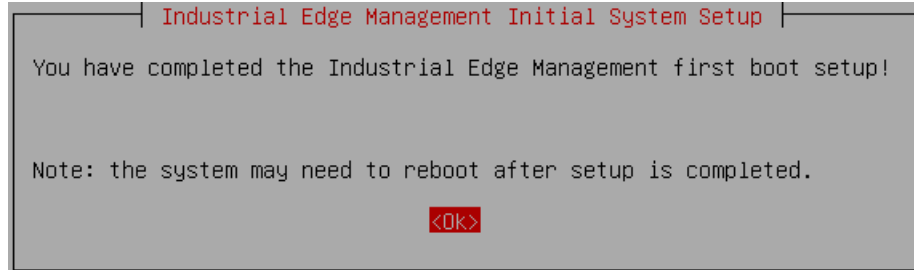 Industrial Edge Management Initial System Setup
You have completed the Industrial Edge Management first boot setup!
Note: the system may need to reboot after setup is completed.
<Ok>